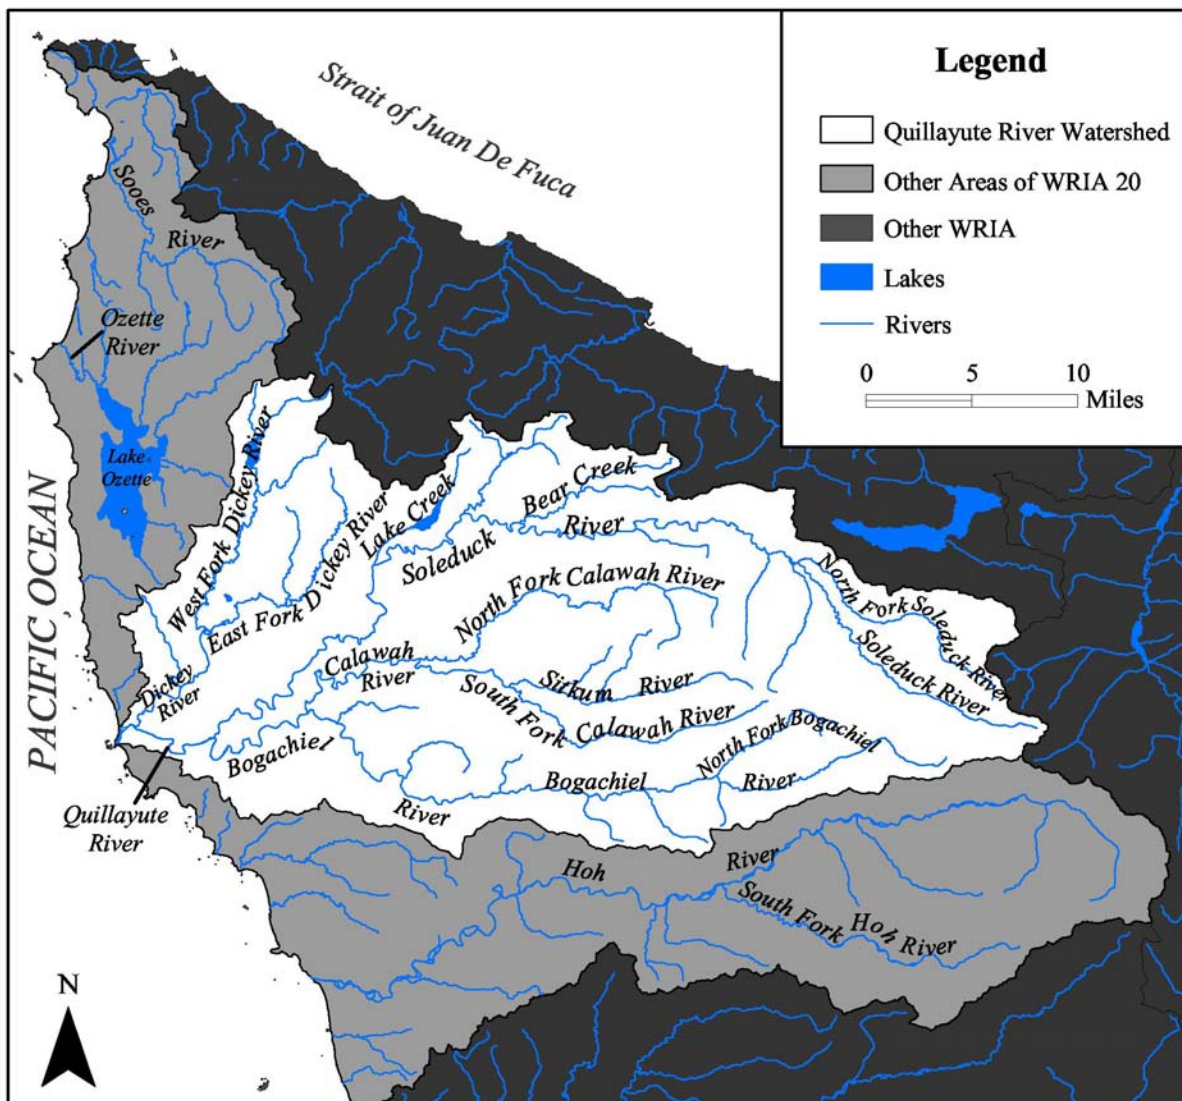 Legend
Quillayute River Watershed
Other Areas of WRIA 20
Other WRIA
Lakes
Rivers
0 5 10
Miles
Strait of Juan De Fuca
Sooes
River
Ozette
River
Lake
Ozette
PACIFIC OCEAN
West Fork Dickey River
East Fork Dickey River
Lake Creek
Bear Creek
Soleduck
River
North Fork Calawah River
North Fork Soleduck River
Soleduck River
Dickey
River
Calawah
River
Sitkum River
South Fork
Calawah River
North Fork Bogachiel
Bogachiel
River
Bogachiel
River
Quillayute
River
Hoh
River
South Fork
Hoh River
N